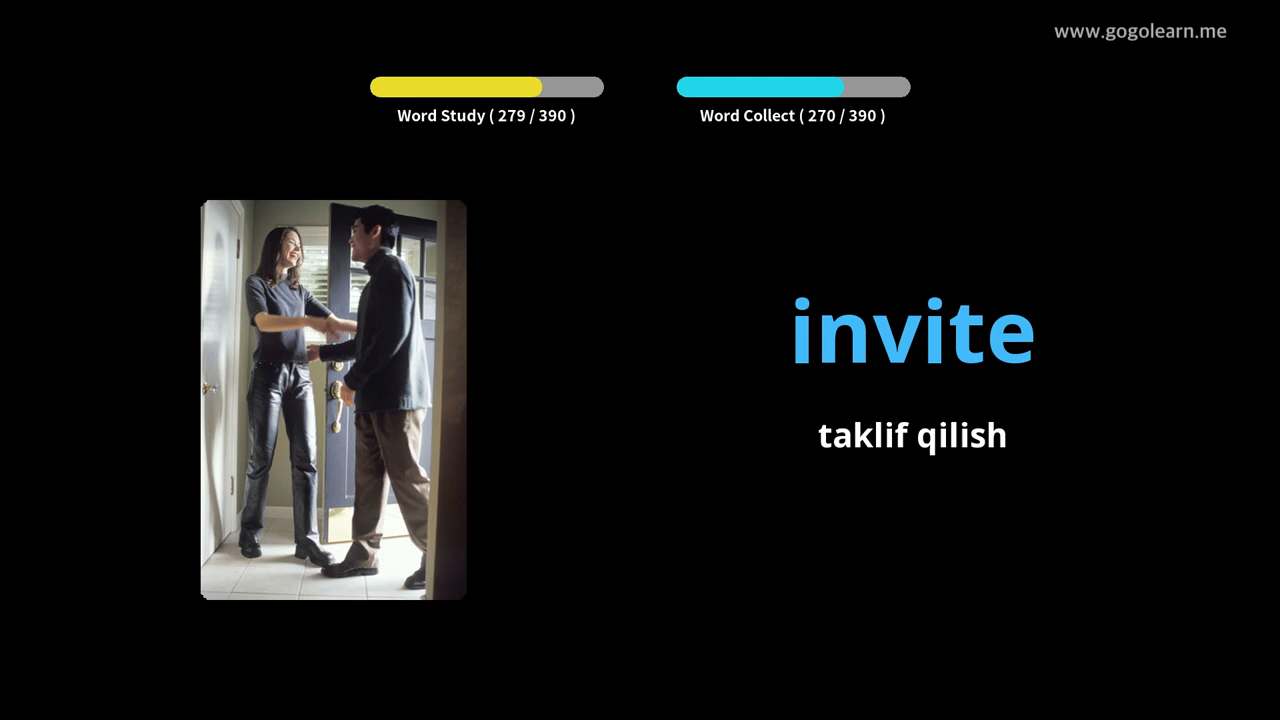 www.gogolearn.me
Word Study ( 279 / 390 )
Word Collect ( 270 / 390 )
invite
taklif qilish